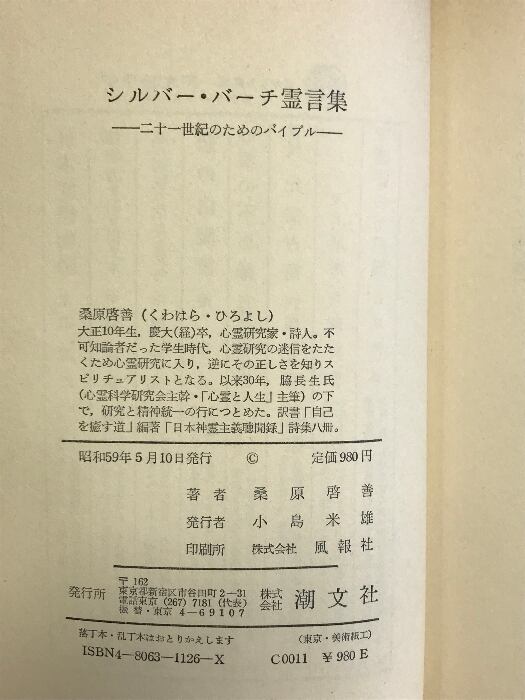 シルバー・バーチ霊言集
――二十一世紀のためのバイブル――
桑原啓善（くわはら・ひろよし）
大正10年生，慶大(経)卒，心霊研究家・詩人。不
可知論者だった学生時代，心霊研究の迷信をたた
くため心霊研究に入り，逆にその正しさを知りス
ピリチュアリストとなる。以来30年，脇長生氏
(心霊科学研究会主幹・「心霊と人生」主筆)の下
で，研究と精神統一の行につとめた。訳書「自己
を癒す道」編著「日本神霊主義聴聞録」詩集八冊。
昭和59年5月10日発行 © 定価980円
著者 桑原啓善
発行者 小島米雄
印刷所 株式会社 風報社
発行所 〒162
東京都新宿区市谷田町2―31
電話東京 (267) 7181 (代表)
振替・東京 4―69107
株式会社 潮文社
落丁本・乱丁本はおとりかえします （東京・美術紙工）
ISBN4―8063―1126―X C0011 ￥980E